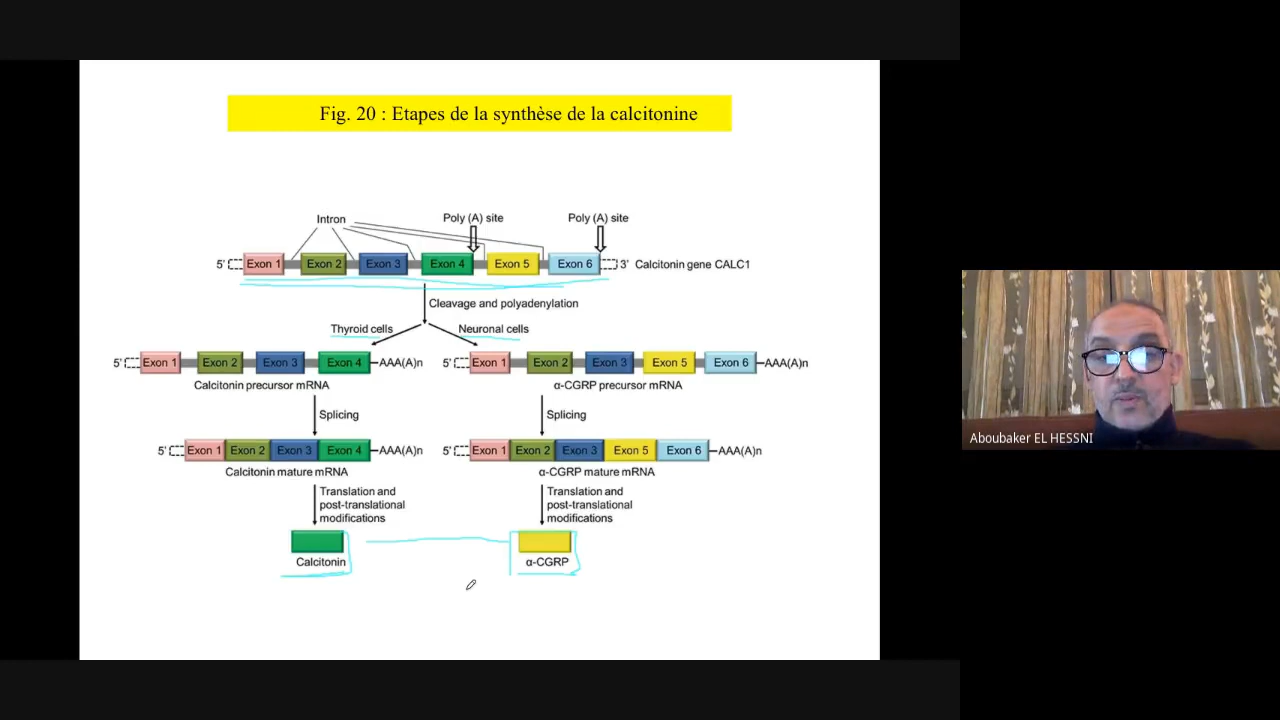 Fig. 20 : Etapes de la synthèse de la calcitonine
Intron
Poly (A) site
Poly (A) site
5' Exon 1 Exon 2 Exon 3 Exon 4 Exon 5 Exon 6 3' Calcitonin gene CALC1
Cleavage and polyadenylation
Thyroid cells
Neuronal cells
5' Exon 1 Exon 2 Exon 3 Exon 4 AAA(A)n
5' Exon 1 Exon 2 Exon 3 Exon 5 Exon 6 AAA(A)n
Calcitonin precursor mRNA
α-CGRP precursor mRNA
Splicing
Splicing
5' Exon 1 Exon 2 Exon 3 Exon 4 AAA(A)n
5' Exon 1 Exon 2 Exon 3 Exon 5 Exon 6 AAA(A)n
Calcitonin mature mRNA
α-CGRP mature mRNA
Translation and
post-translational
modifications
Translation and
post-translational
modifications
Calcitonin
α-CGRP
Aboubaker EL HESSNI